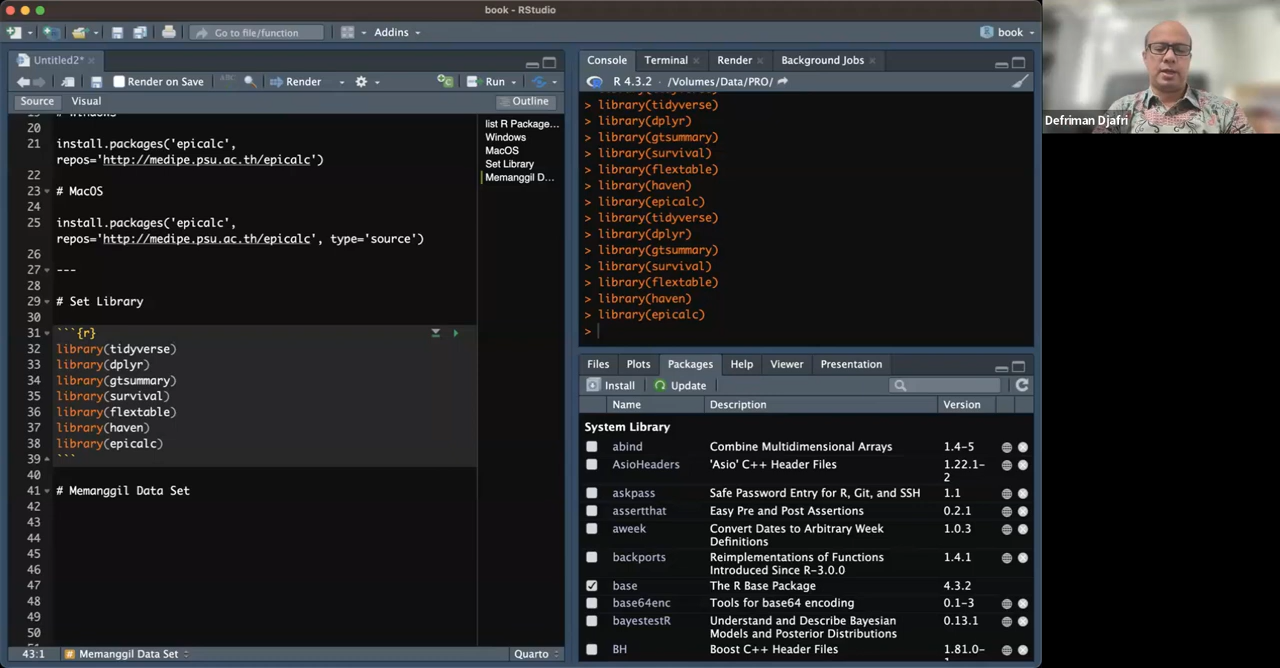 book - RStudio
Go to file/function
Addins
book
Untitled2*
Render on Save
ABC
Render
Run
Source
Visual
Outline
20
21
install.packages('epicalc',
repos='http://medipe.psu.ac.th/epicalc')
22
23
# MacOS
24
25
install.packages('epicalc',
repos='http://medipe.psu.ac.th/epicalc', type='source')
26
27
---
28
29
# Set Library
30
31
```{r}
32
library(tidyverse)
33
library(dplyr)
34
library(gtsummary)
35
library(survival)
36
library(flextable)
37
library(haven)
38
library(epicalc)
39
```
40
41
# Memanggil Data Set
42
43
44
45
46
47
48
49
50
list R Package...
Windows
MacOS
Set Library
Memanggil D...
43:1
Memanggil Data Set
Quarto
Console
Terminal
Render
Background Jobs
R 4.3.2 · /Volumes/Data/PRO/
> library(tidyverse)
> library(dplyr)
> library(gtsummary)
> library(survival)
> library(flextable)
> library(haven)
> library(epicalc)
> library(tidyverse)
> library(dplyr)
> library(gtsummary)
> library(survival)
> library(flextable)
> library(haven)
> library(epicalc)
>
Files
Plots
Packages
Help
Viewer
Presentation
Install
Update
Name
Description
Version
System Library
abind
Combine Multidimensional Arrays
1.4-5
AsioHeaders
'Asio' C++ Header Files
1.22.1-
2
askpass
Safe Password Entry for R, Git, and SSH
1.1
assertthat
Easy Pre and Post Assertions
0.2.1
aweek
Convert Dates to Arbitrary Week
Definitions
1.0.3
backports
Reimplementations of Functions
Introduced Since R-3.0.0
1.4.1
base
The R Base Package
4.3.2
base64enc
Tools for base64 encoding
0.1-3
bayestestR
Understand and Describe Bayesian
Models and Posterior Distributions
0.13.1
BH
Boost C++ Header Files
1.81.0-
Defriman Djafri